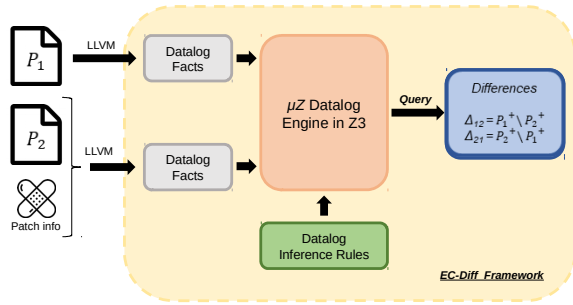 P₁
LLVM
Datalog
Facts
μZ Datalog
Engine in Z3
Query
Differences
Δ₁₂ = P₁⁺ \ P₂⁺
Δ₂₁ = P₂⁺ \ P₁⁺
P₂
Patch info
LLVM
Datalog
Facts
Datalog
Inference Rules
EC-Diff Framework